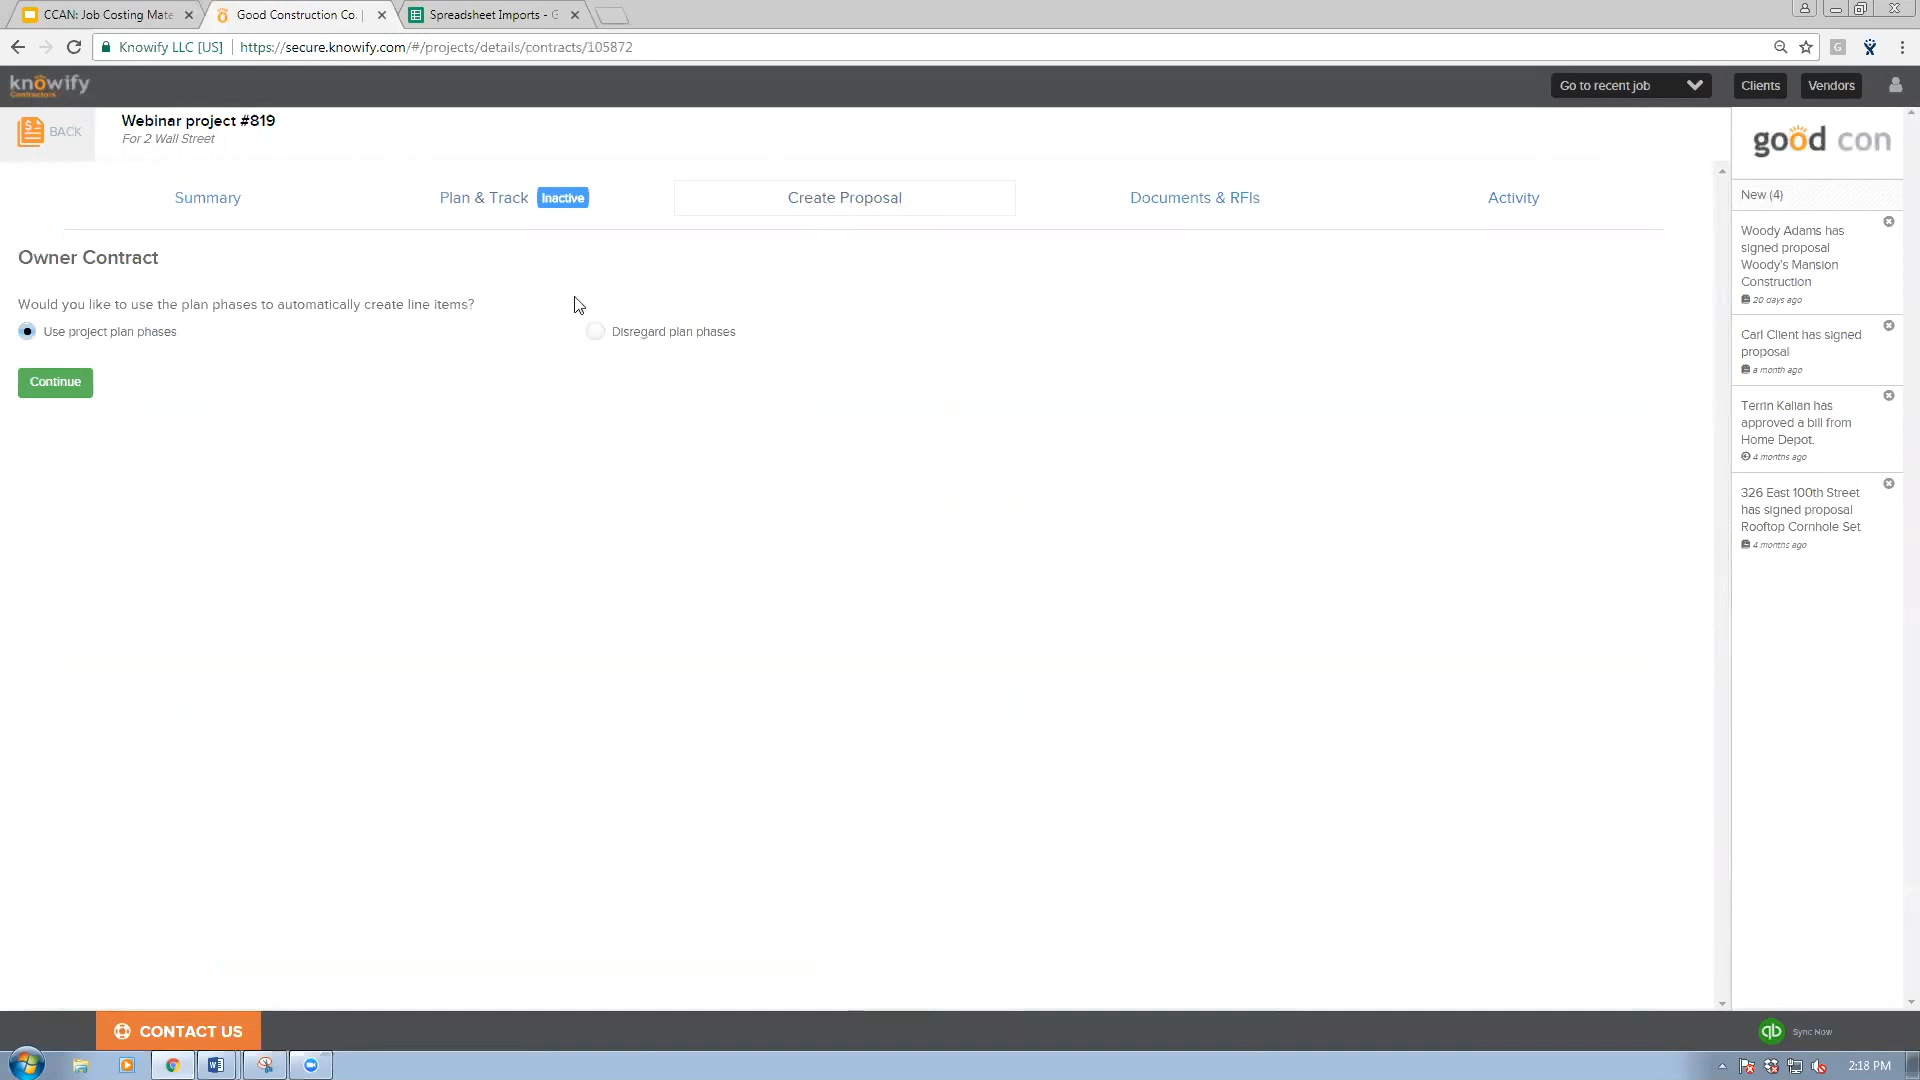 CCAN: Job Costing Mate
Good Construction Co. |
Spreadsheet Imports - G
Knowify LLC [US]
https://secure.knowify.com/#/projects/details/contracts/105872
G
knowify
Contractors
Go to recent job
Clients
Vendors
BACK
Webinar project #819
For 2 Wall Street
good con
Summary
Plan & Track Inactive
Create Proposal
Documents & RFIs
Activity
New (4)
Woody Adams has
signed proposal
Woody's Mansion
Construction
20 days ago
Carl Client has signed
proposal
a month ago
Terrin Kalian has
approved a bill from
Home Depot.
4 months ago
326 East 100th Street
has signed proposal
Rooftop Cornhole Set
4 months ago
Owner Contract
Would you like to use the plan phases to automatically create line items?
Use project plan phases
Disregard plan phases
Continue
CONTACT US
qb Sync Now
2:18 PM